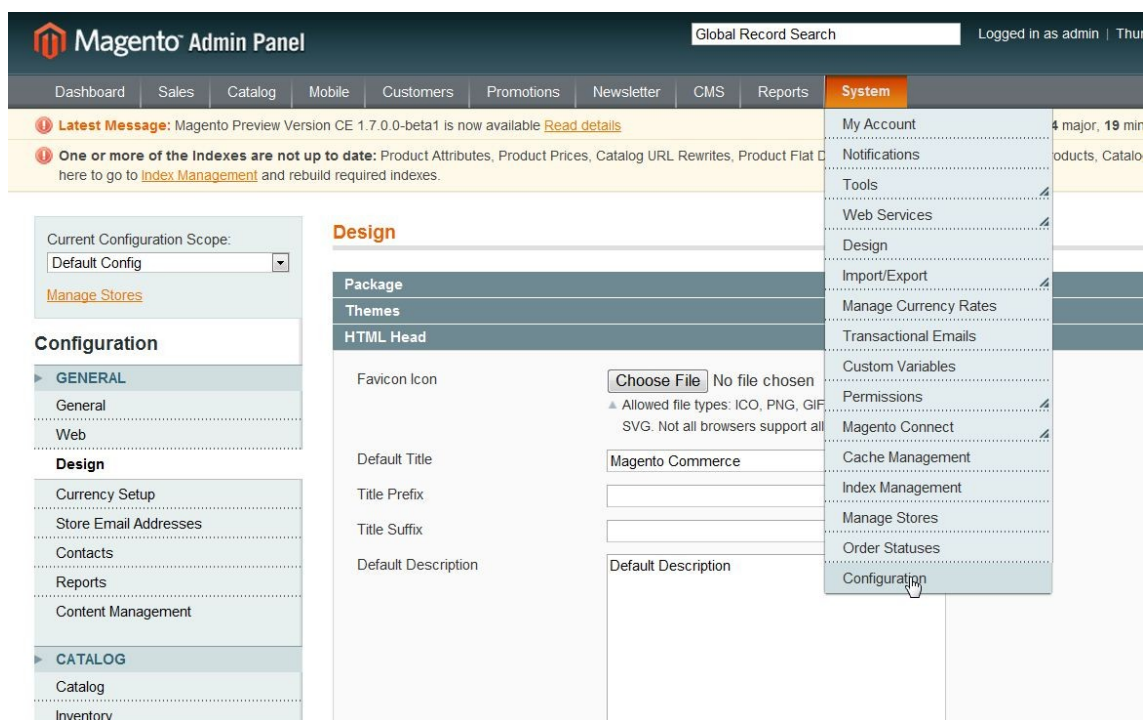 Magento Admin Panel
Global Record Search
Logged in as admin | Thur
Dashboard Sales Catalog Mobile Customers Promotions Newsletter CMS Reports System
Latest Message: Magento Preview Version CE 1.7.0.0-beta1 is now available Read details
4 major, 19 min
One or more of the Indexes are not up to date: Product Attributes, Product Prices, Catalog URL Rewrites, Product Flat D
oducts, Catalo
here to go to Index Management and rebuild required indexes.
My Account
Notifications
Tools
Web Services
Design
Import/Export
Manage Currency Rates
Transactional Emails
Custom Variables
Permissions
Magento Connect
Cache Management
Index Management
Manage Stores
Order Statuses
Configuration
Current Configuration Scope:
Default Config
Manage Stores
Configuration
GENERAL
General
Web
Design
Currency Setup
Store Email Addresses
Contacts
Reports
Content Management
CATALOG
Catalog
Inventory
Design
Package
Themes
HTML Head
Favicon Icon
Choose File No file chosen
Allowed file types: ICO, PNG, GIF
SVG. Not all browsers support all
Default Title
Magento Commerce
Title Prefix
Title Suffix
Default Description
Default Description